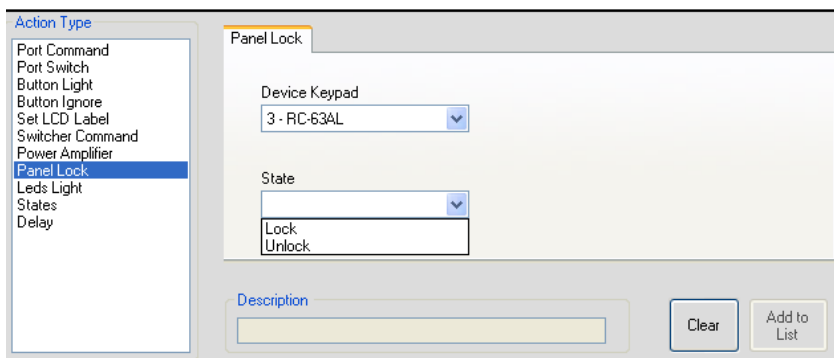 Action Type
Port Command
Port Switch
Button Light
Button Ignore
Set LCD Label
Switcher Command
Power Amplifier
Panel Lock
Leds Light
States
Delay
Panel Lock
Device Keypad
3 - RC-63AL
State
Lock
Unlock
Description
Clear
Add to
List